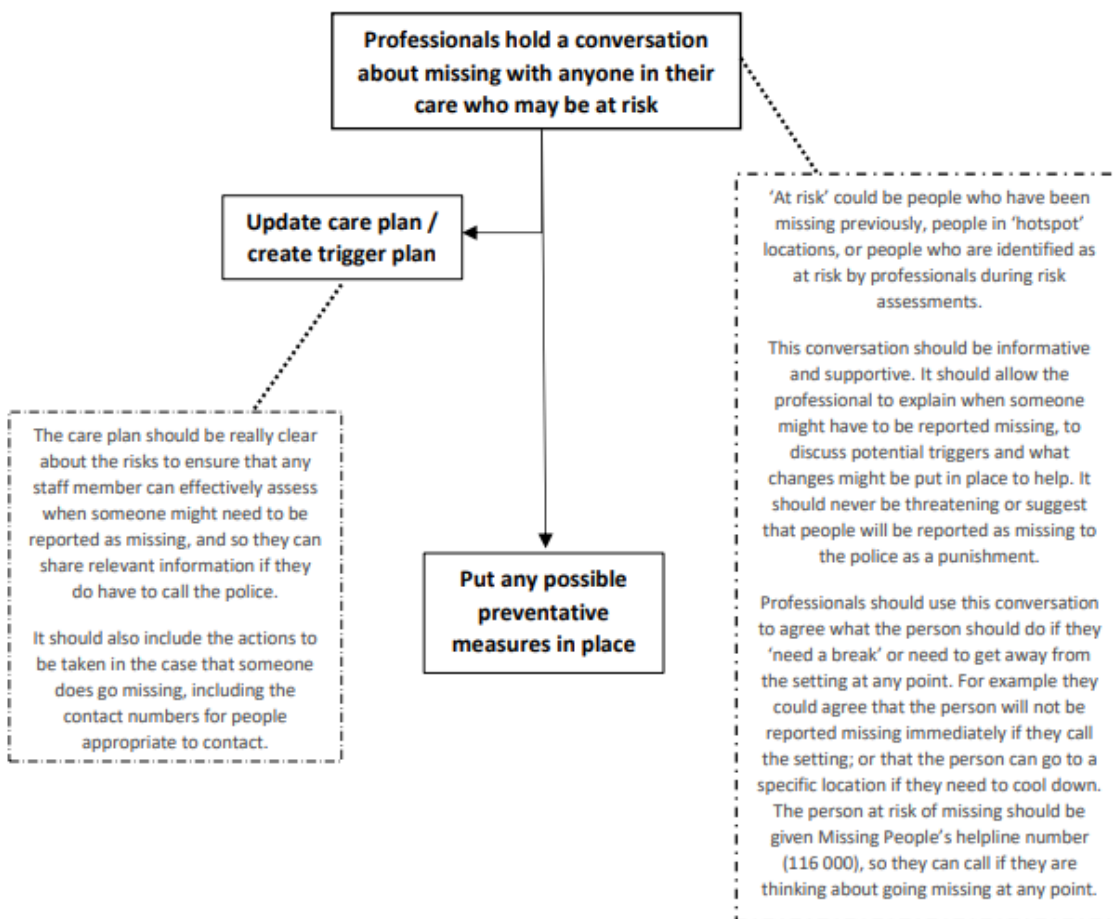 Professionals hold a conversation
about missing with anyone in their
care who may be at risk
Update care plan /
create trigger plan
The care plan should be really clear
about the risks to ensure that any
staff member can effectively assess
when someone might need to be
reported as missing, and so they can
share relevant information if they
do have to call the police.
It should also include the actions to
be taken in the case that someone
does go missing, including the
contact numbers for people
appropriate to contact.
Put any possible
preventative
measures in place
‘At risk’ could be people who have been
missing previously, people in ‘hotspot’
locations, or people who are identified as
at risk by professionals during risk
assessments.
This conversation should be informative
and supportive. It should allow the
professional to explain when someone
might have to be reported missing, to
discuss potential triggers and what
changes might be put in place to help. It
should never be threatening or suggest
that people will be reported as missing to
the police as a punishment.
Professionals should use this conversation
to agree what the person should do if they
‘need a break’ or need to get away from
the setting at any point. For example they
could agree that the person will not be
reported missing immediately if they call
the setting; or that the person can go to a
specific location if they need to cool down.
The person at risk of missing should be
given Missing People’s helpline number
(116 000), so they can call if they are
thinking about going missing at any point.